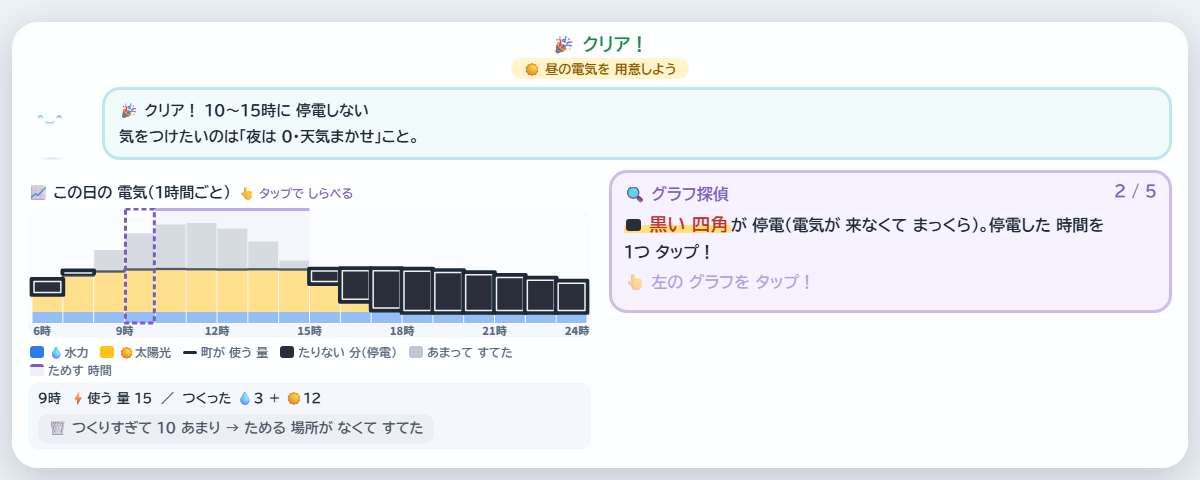 🎉 クリア！
昼の電気を 用意しよう
🎉 クリア！ 10〜15時に 停電しない
気をつけたいのは「夜は 0・天気まかせ」こと。
📈 この日の 電気（1時間ごと） 👆 タップで しらべる
6時 9時 12時 15時 18時 21時 24時
💧水力 太陽光 町が 使う 量 たりない 分（停電） あまって すてた
ためす 時間
9時 ⚡使う 量 15 ／ つくった 💧3 + 12
🗑 つくりすぎて 10 あまり → ためる 場所が なくて すてた
🔍 グラフ探偵 2 / 5
黒い 四角が 停電（電気が 来なくて まっくら）。停電した 時間を
1つ タップ！
👆 左の グラフを タップ！